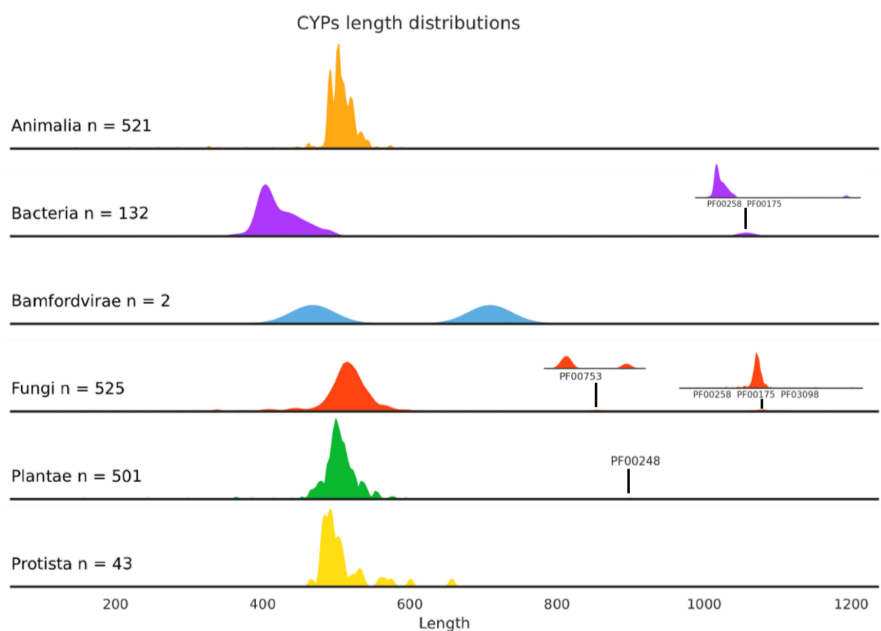 CYPs length distributions
Animalia n = 521
Bacteria n = 132
PF00258 PF00175
Bamfordvirae n = 2
Fungi n = 525
PF00753
PF00258 PF00175 PF03098
Plantae n = 501
PF00248
Protista n = 43
200 400 600 800 1000 1200
Length